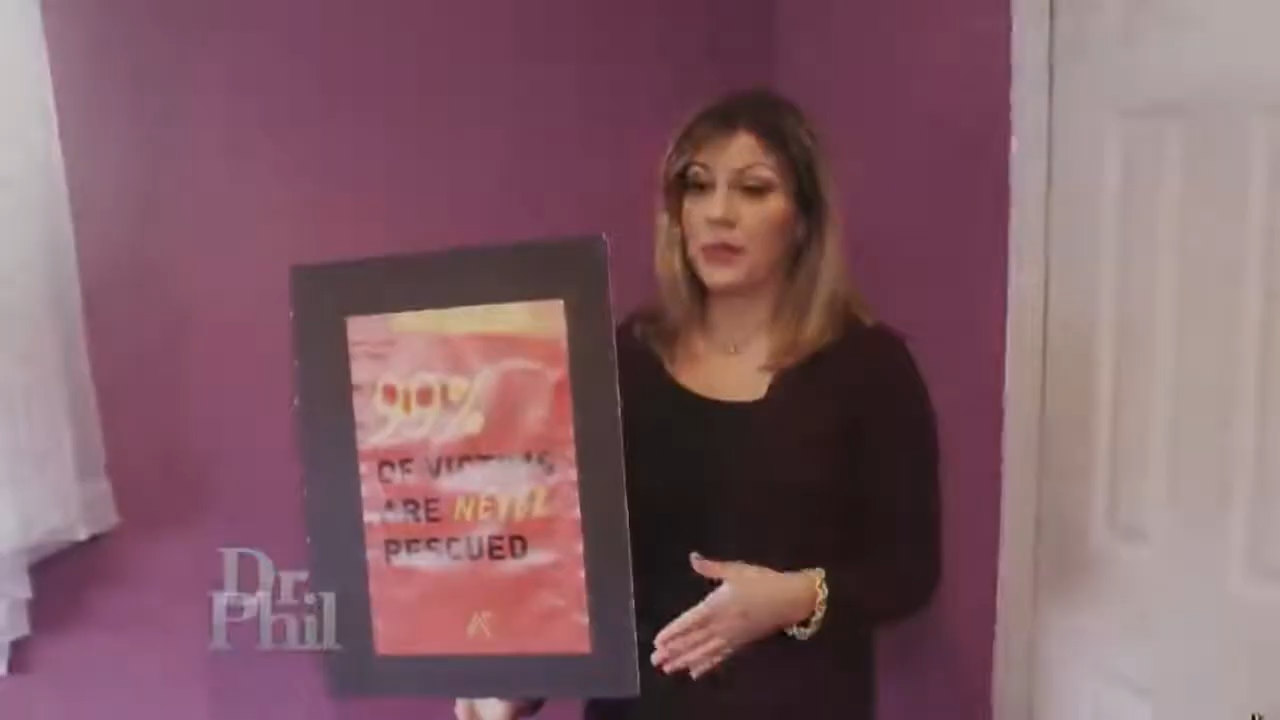 99%
OF VICTIMS
ARE NEVER
RESCUED
Dr.
Phil